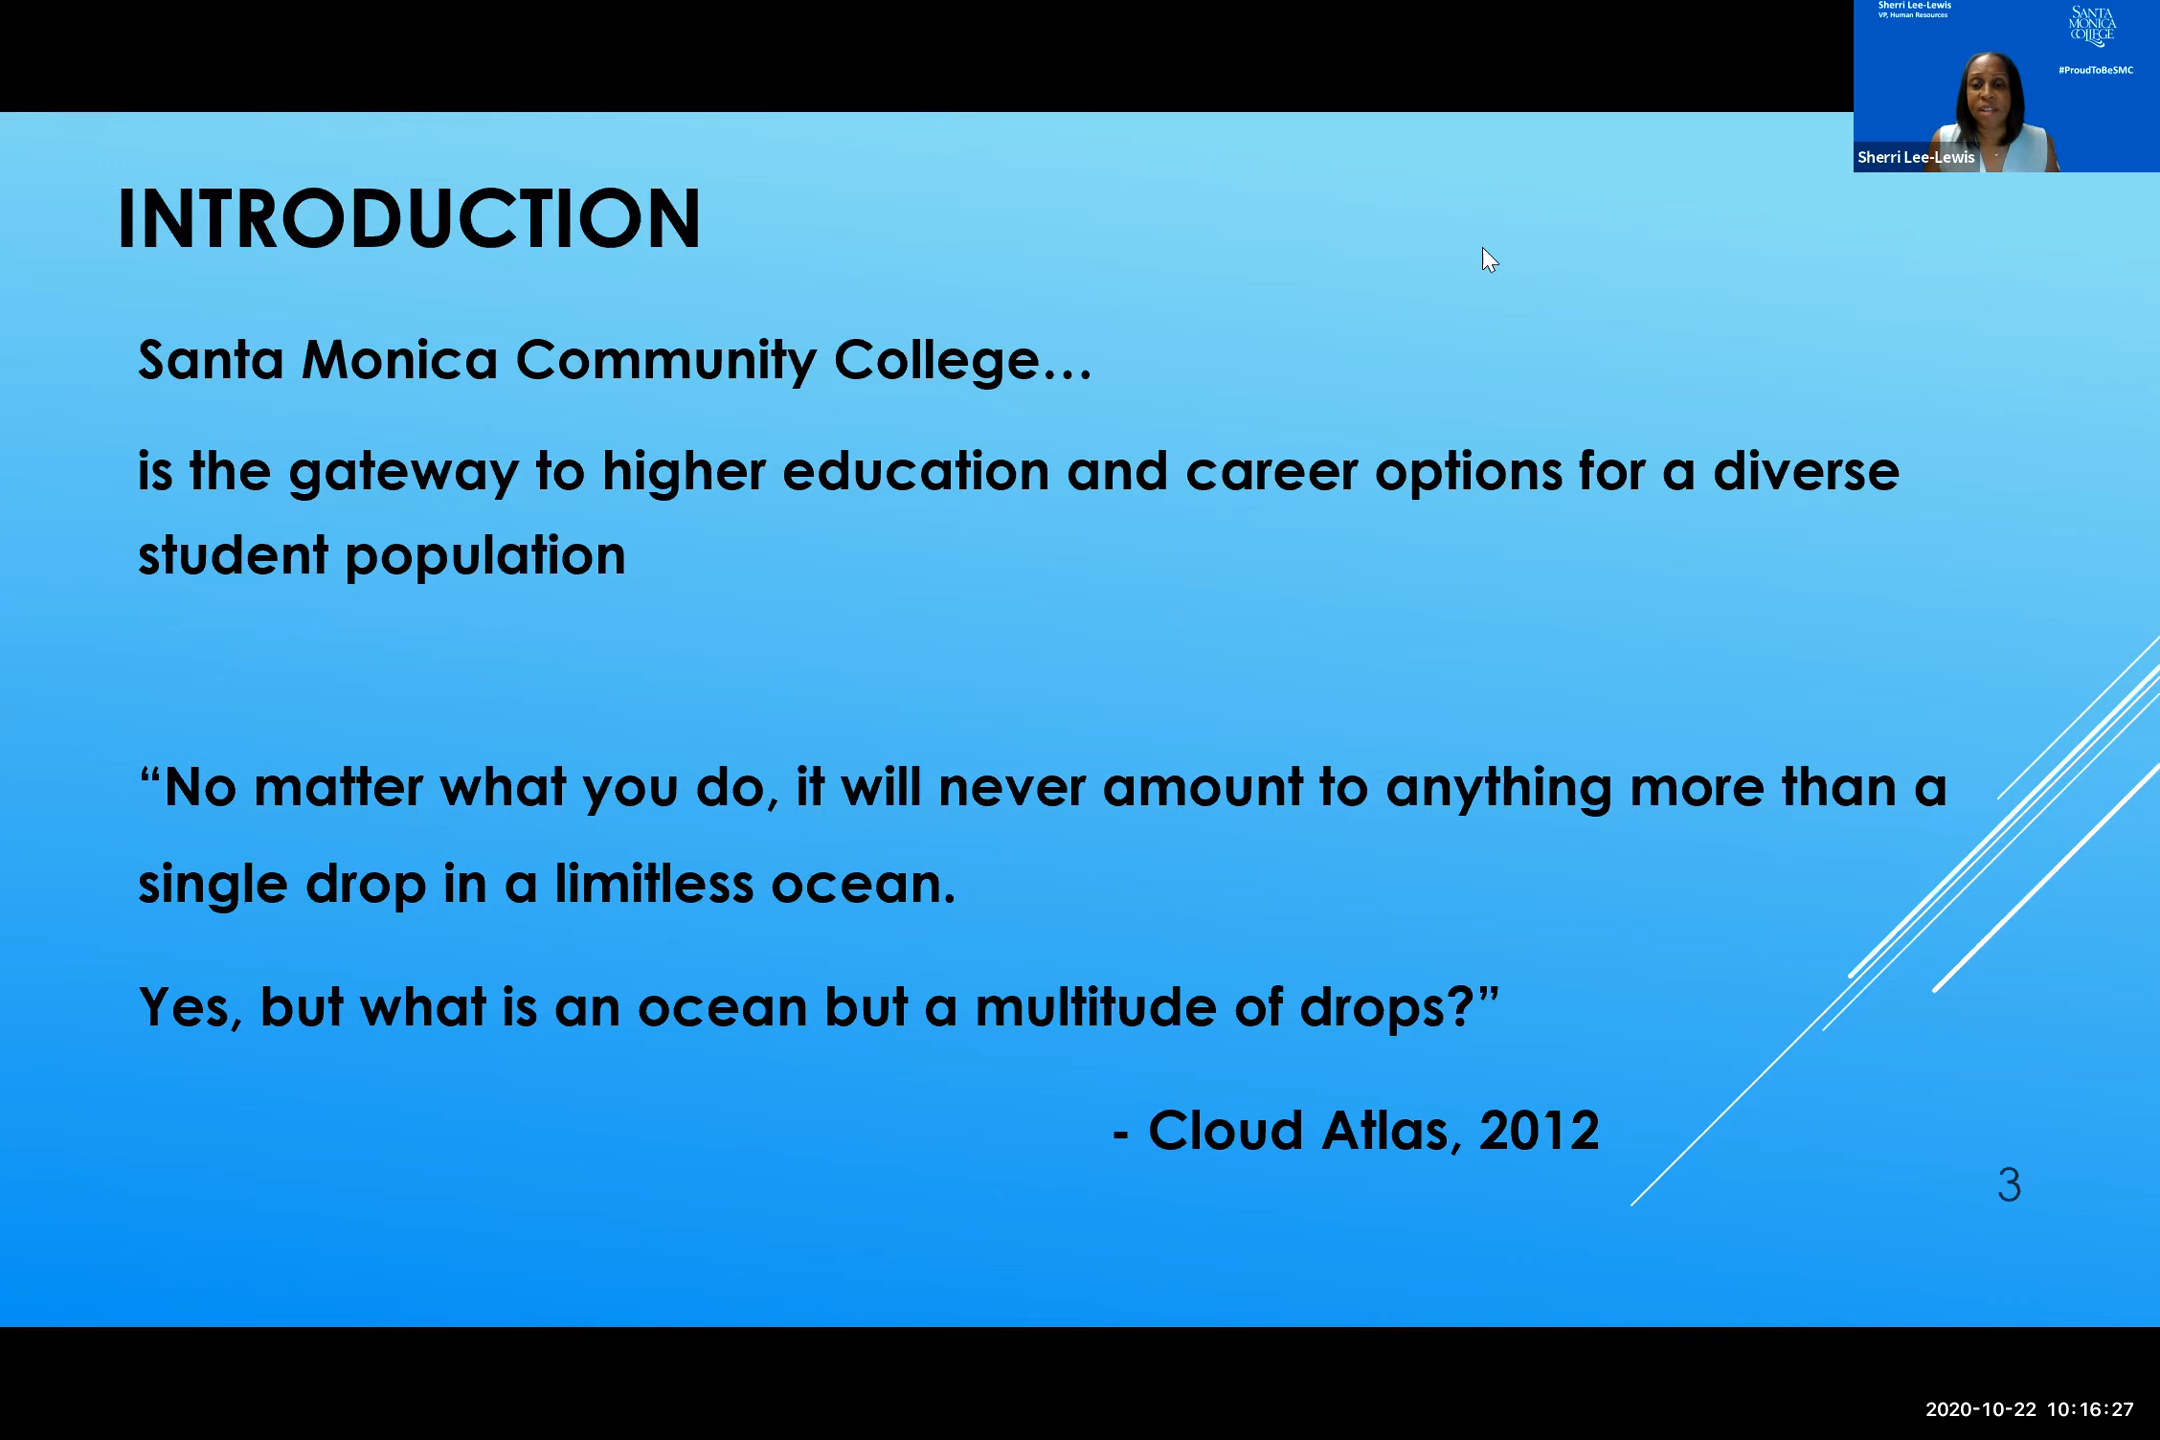 Sherri Lee-Lewis
VP, Human Resources
SANTA
MONICA
COLLEGE
#ProudToBeSMC
Sherri Lee-Lewis
INTRODUCTION
Santa Monica Community College…
is the gateway to higher education and career options for a diverse
student population
“No matter what you do, it will never amount to anything more than a
single drop in a limitless ocean.
Yes, but what is an ocean but a multitude of drops?”
- Cloud Atlas, 2012
3
2020-10-22 10:16:27